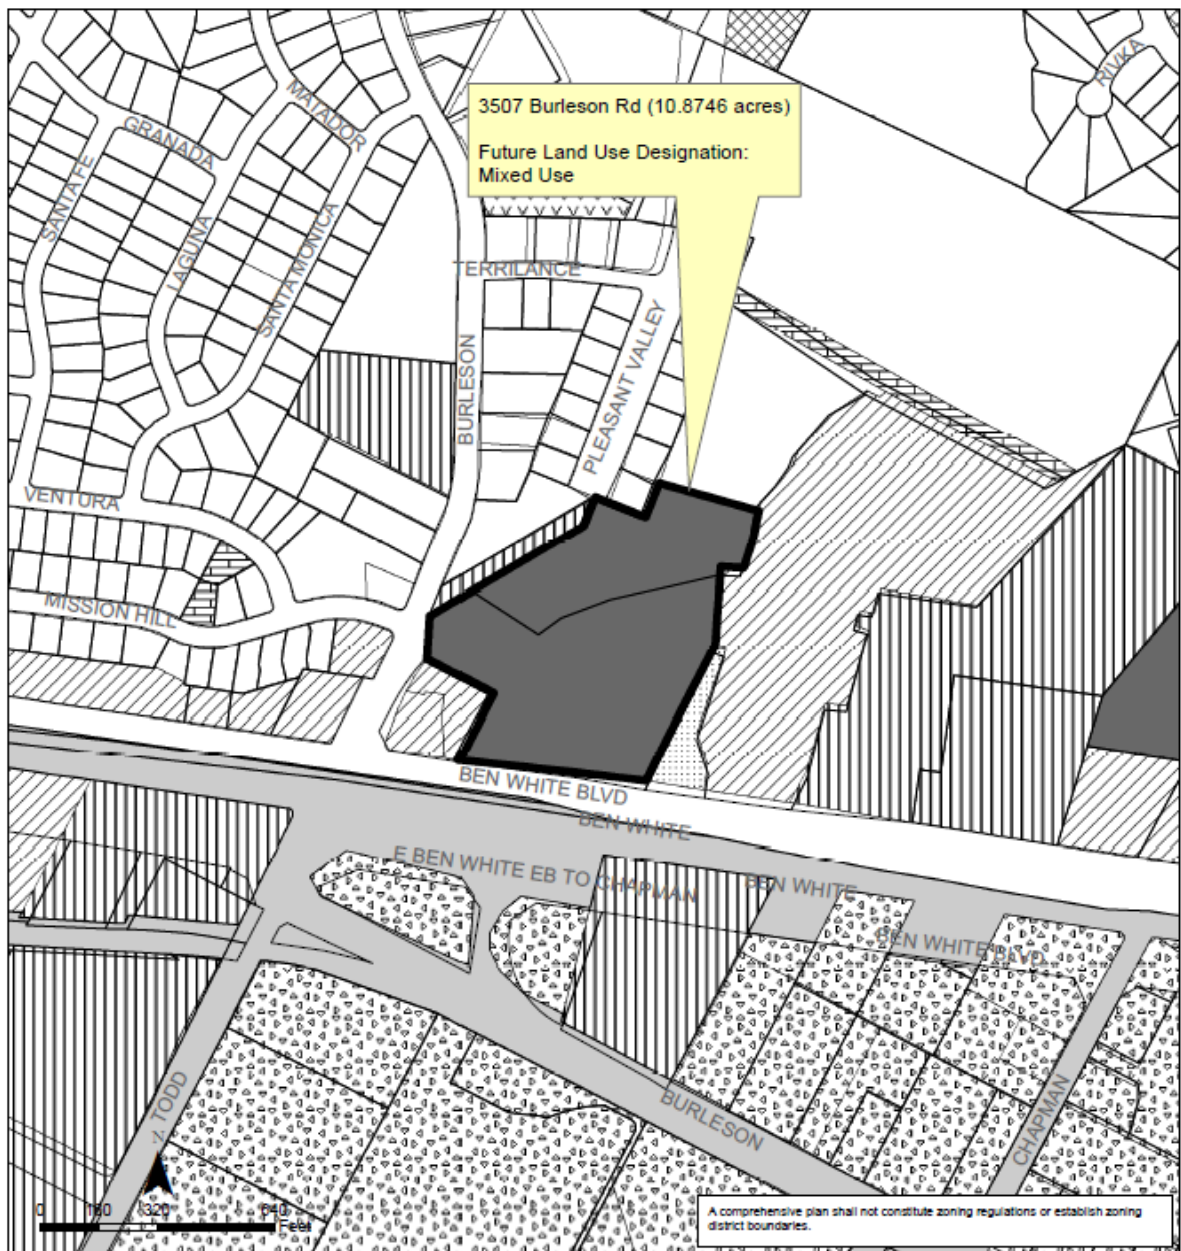 RIVKA
MATADOR
3507 Burleson Rd (10.8746 acres)
Future Land Use Designation:
Mixed Use
GRANADA
SANTA FE
LAGUNA
SANTA MONICA
TERRILANCE
BURLESON
PLEASANT VALLEY
VENTURA
MISSION HILL
BEN WHITE BLVD
BEN WHITE
E BEN WHITE EB TO CHAPMAN
BEN WHITE
BEN WHITE BLVD
TODD
BURLESON
CHAPMAN
N
0 160 320 640
Feet
A comprehensive plan shall not constitute zoning regulations or establish zoning
district boundaries.